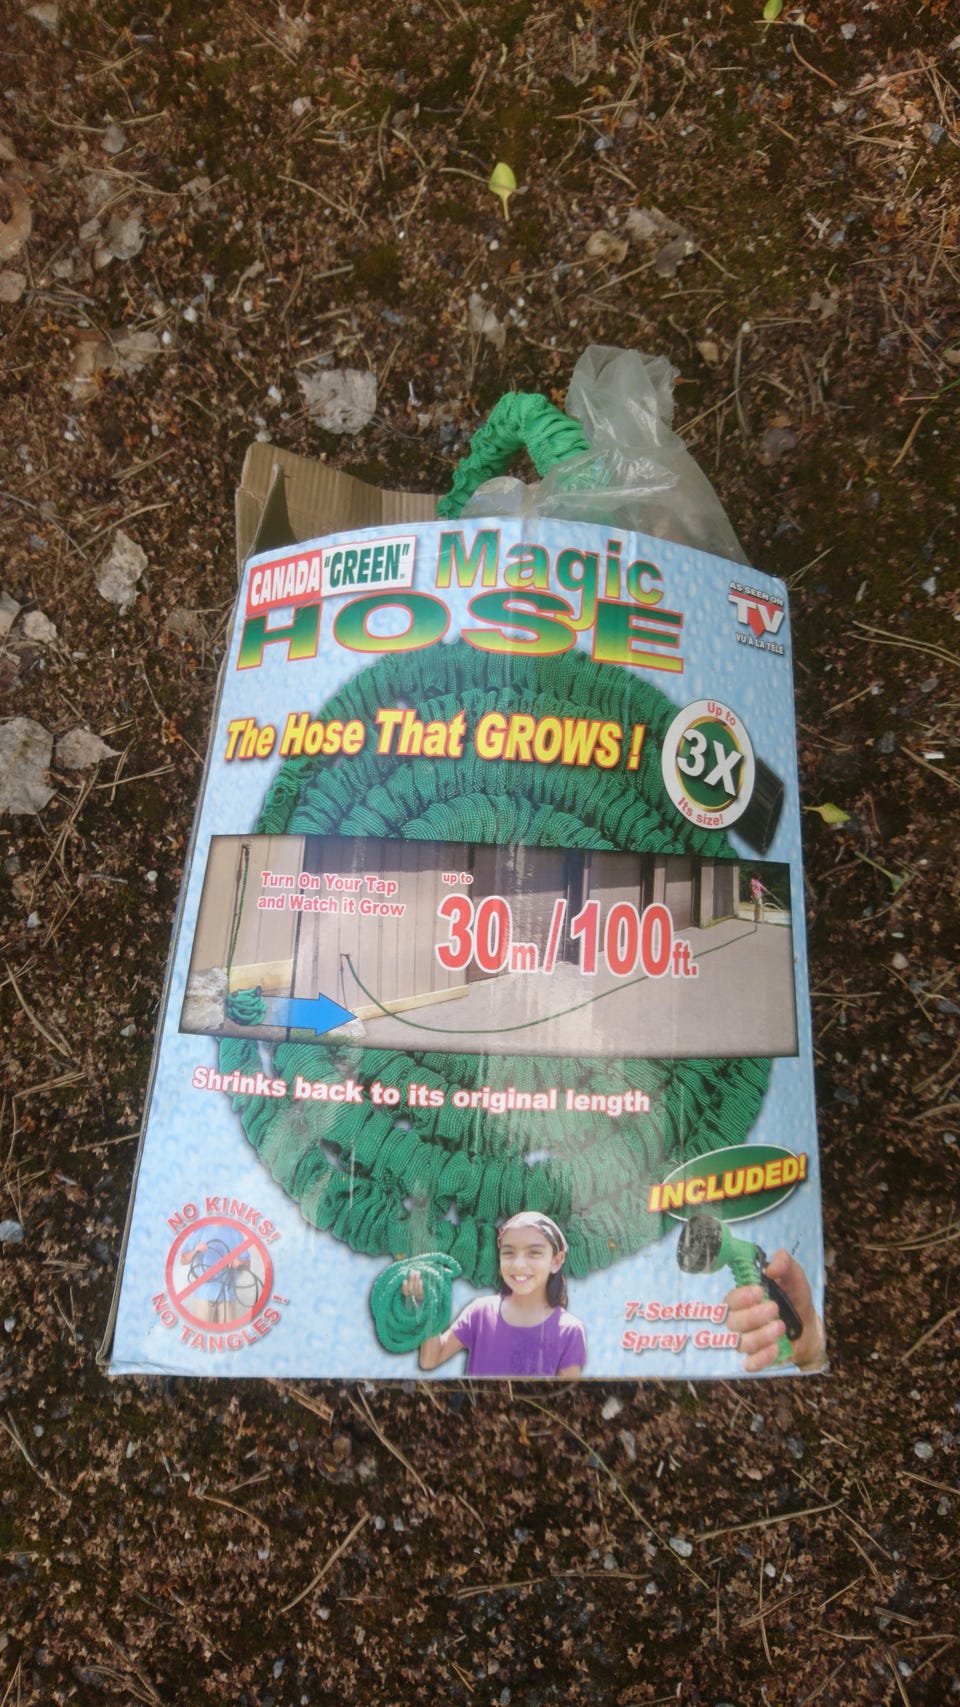 CANADA "GREEN"
Magic
HOSE
AS SEEN ON
TV
VU À LA TÉLÉ
The Hose That GROWS!
Up to
3X
its size!
Turn On Your Tap
and Watch it Grow
up to
30m/100ft.
Shrinks back to its original length
INCLUDED!
NO KINKS!
NO TANGLES!
7-Setting
Spray Gun